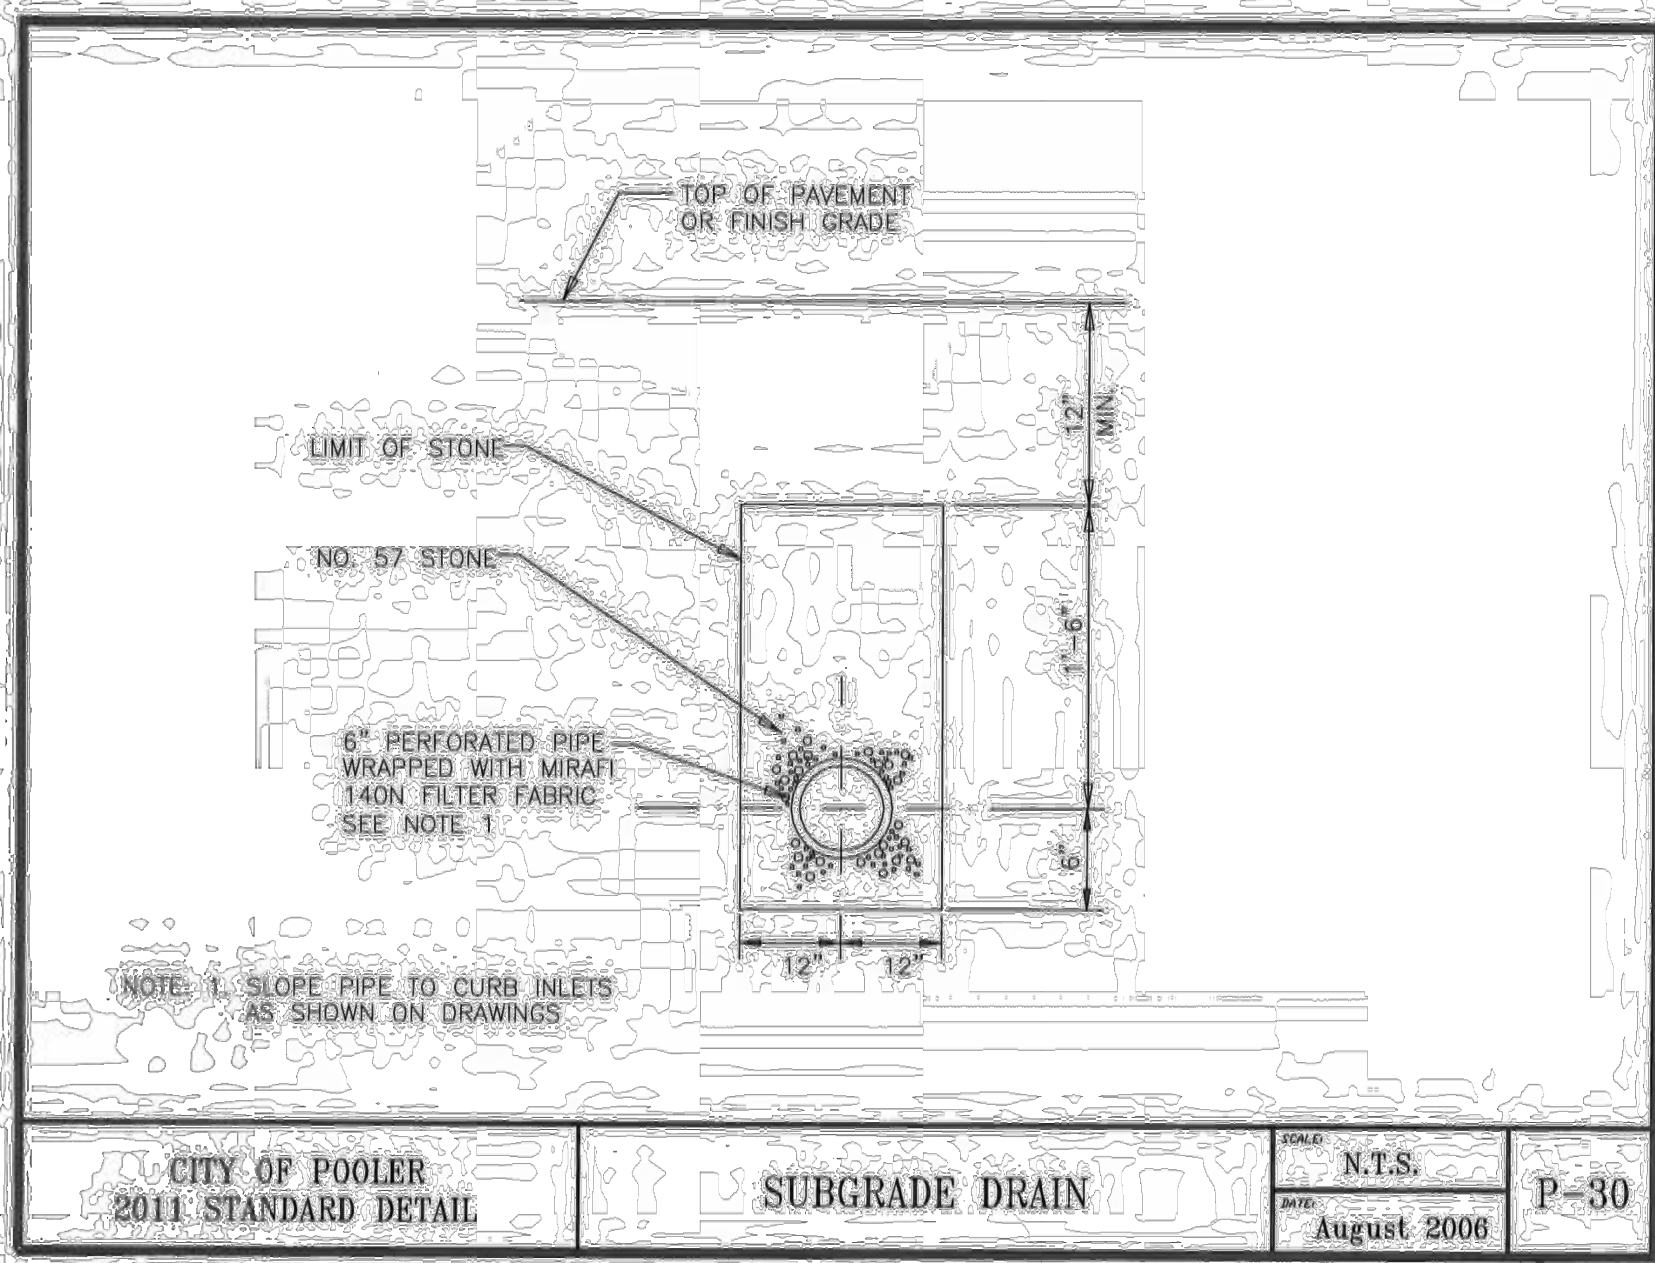 TOP OF PAVEMENT
OR FINISH GRADE
12"
MIN.
LIMIT OF STONE
NO. 57 STONE
1'-6"
6" PERFORATED PIPE
WRAPPED WITH MIRAFI
140N FILTER FABRIC
SEE NOTE 1
6"
12"
12"
NOTE: 1. SLOPE PIPE TO CURB INLETS
AS SHOWN ON DRAWINGS
CITY OF POOLER
2011 STANDARD DETAIL
SUBGRADE DRAIN
SCALE:
N.T.S.
DATE:
August 2006
P-30